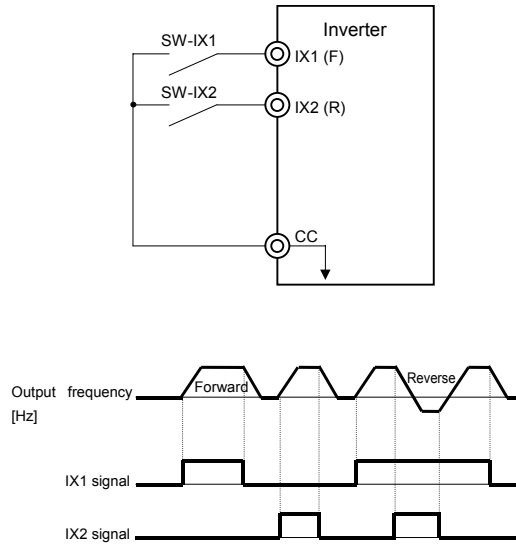 Inverter
SW-IX1
IX1 (F)
SW-IX2
IX2 (R)
CC
Output frequency
[Hz]
Forward
Reverse
IX1 signal
IX2 signal